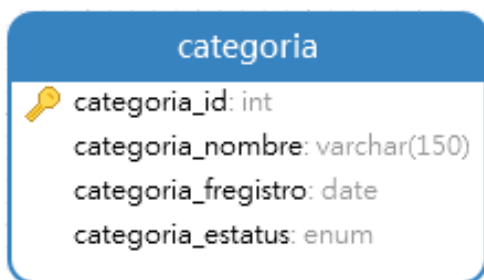 categoria
categoria_id: int
categoria_nombre: varchar(150)
categoria_fregistro: date
categoria_estatus: enum